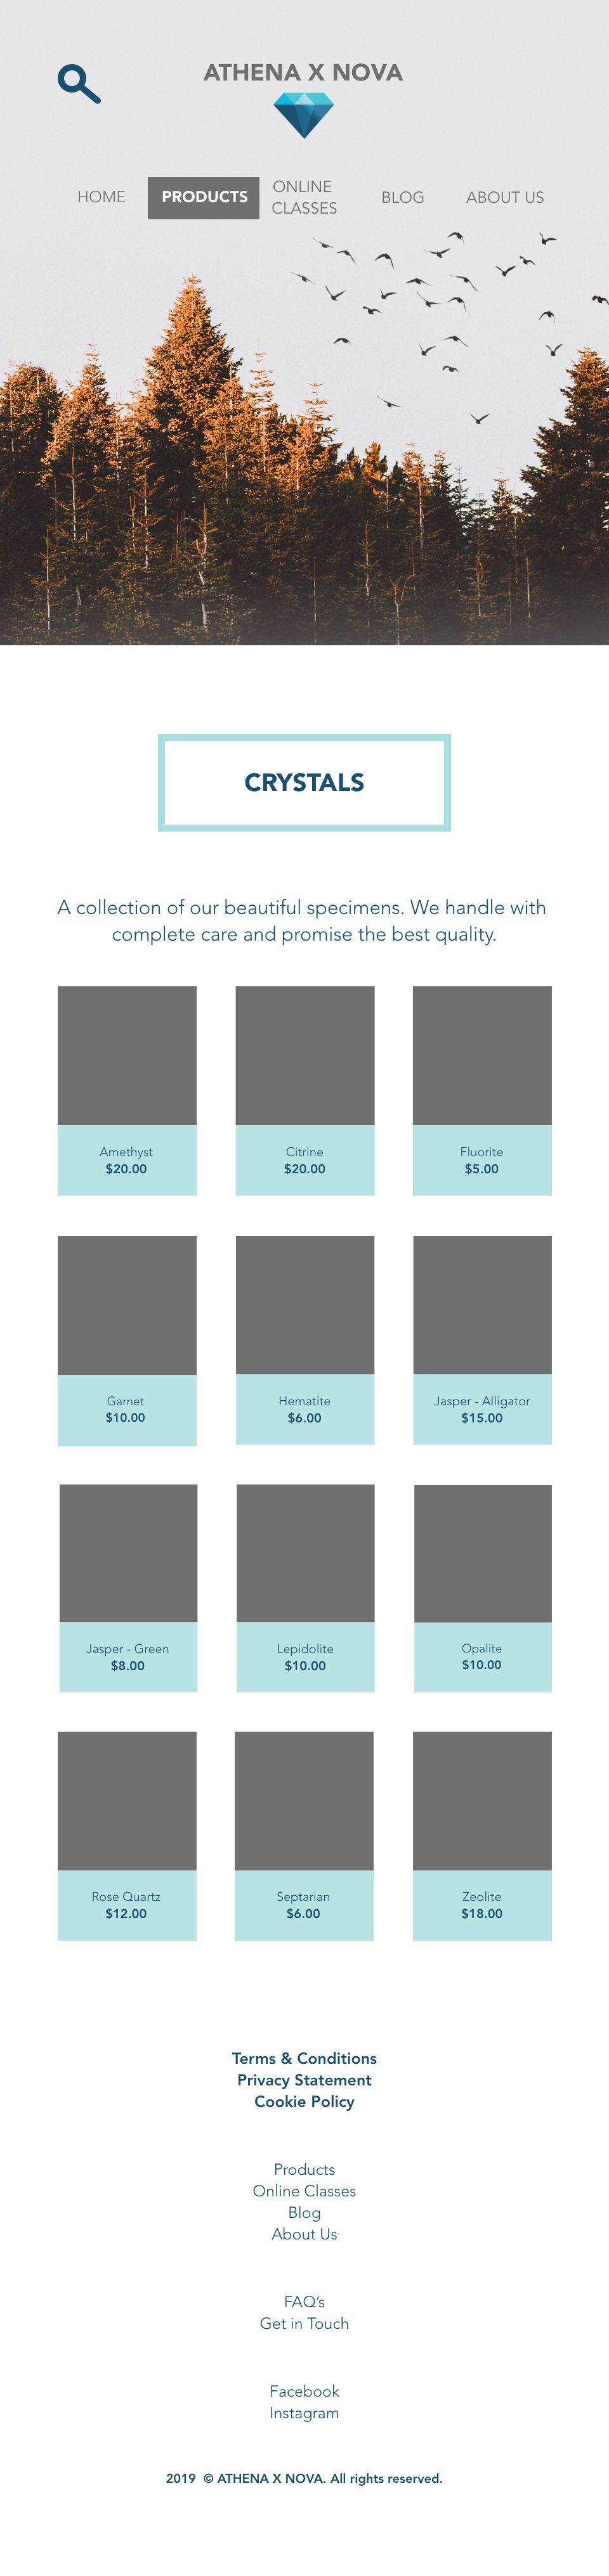 ATHENA X NOVA
HOME
PRODUCTS
ONLINE
CLASSES
BLOG
ABOUT US
CRYSTALS
A collection of our beautiful specimens. We handle with
complete care and promise the best quality.
Amethyst
$20.00
Citrine
$20.00
Fluorite
$5.00
Garnet
$10.00
Hematite
$6.00
Jasper - Alligator
$15.00
Jasper - Green
$8.00
Lepidolite
$10.00
Opalite
$10.00
Rose Quartz
$12.00
Septarian
$6.00
Zeolite
$18.00
Terms & Conditions
Privacy Statement
Cookie Policy
Products
Online Classes
Blog
About Us
FAQ's
Get in Touch
Facebook
Instagram
2019 © ATHENA X NOVA. All rights reserved.